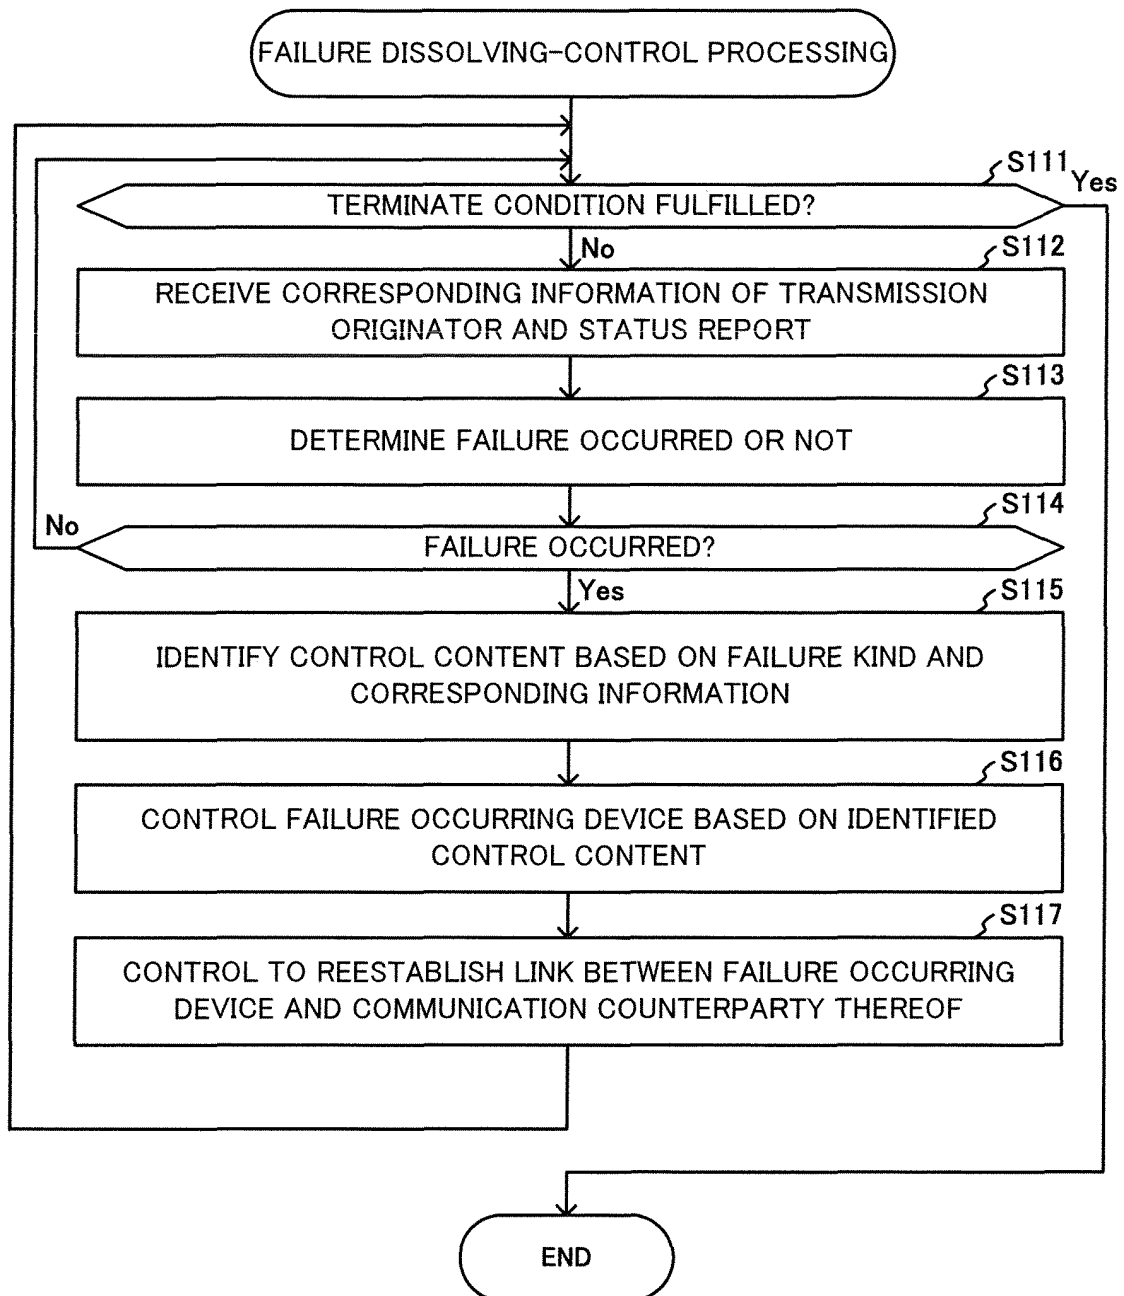 FAILURE DISSOLVING-CONTROL PROCESSING
S111
Yes
TERMINATE CONDITION FULFILLED?
No
S112
RECEIVE CORRESPONDING INFORMATION OF TRANSMISSION
ORIGINATOR AND STATUS REPORT
S113
DETERMINE FAILURE OCCURRED OR NOT
S114
No
FAILURE OCCURRED?
Yes
S115
IDENTIFY CONTROL CONTENT BASED ON FAILURE KIND AND
CORRESPONDING INFORMATION
S116
CONTROL FAILURE OCCURRING DEVICE BASED ON IDENTIFIED
CONTROL CONTENT
S117
CONTROL TO REESTABLISH LINK BETWEEN FAILURE OCCURRING
DEVICE AND COMMUNICATION COUNTERPARTY THEREOF
END